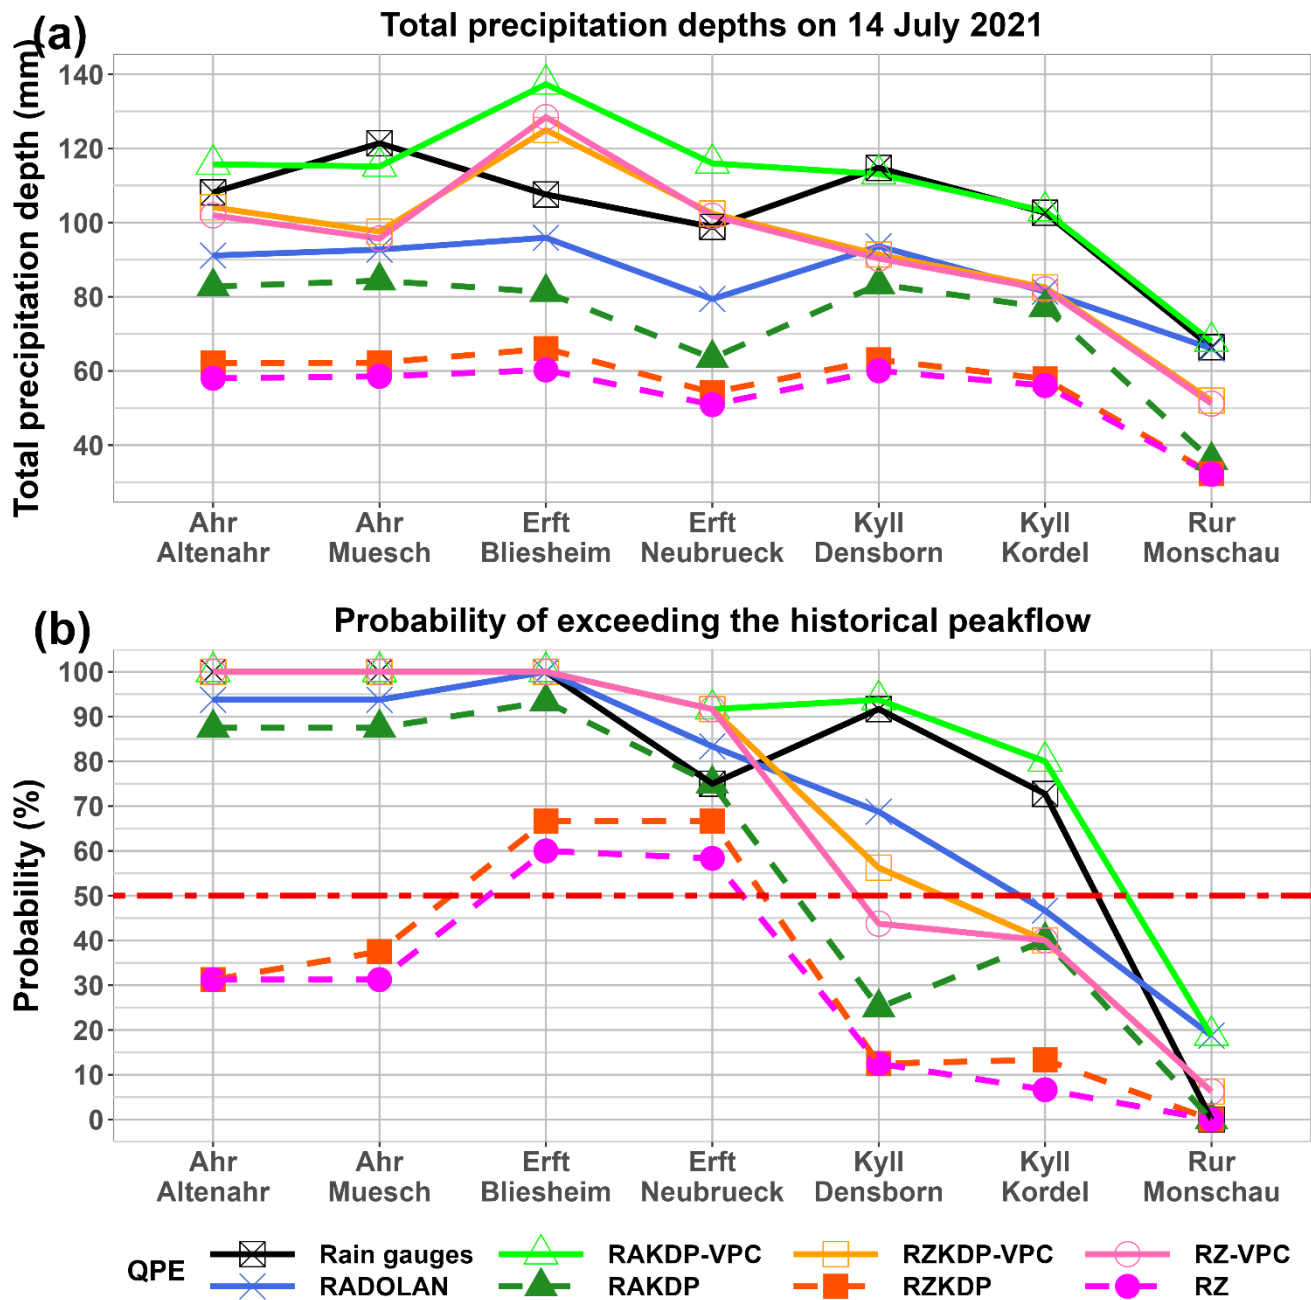 (a)
Total precipitation depths on 14 July 2021
Total precipitation depth (mm)
140
120
100
80
60
40
Ahr Altenahr
Ahr Muesch
Erft Bliesheim
Erft Neubrueck
Kyll Densborn
Kyll Kordel
Rur Monschau
(b)
Probability of exceeding the historical peakflow
Probability (%)
100
90
80
70
60
50
40
30
20
10
0
Ahr Altenahr
Ahr Muesch
Erft Bliesheim
Erft Neubrueck
Kyll Densborn
Kyll Kordel
Rur Monschau
QPE
Rain gauges
RAKDP-VPC
RZKDP-VPC
RZ-VPC
RADOLAN
RAKDP
RZKDP
RZ